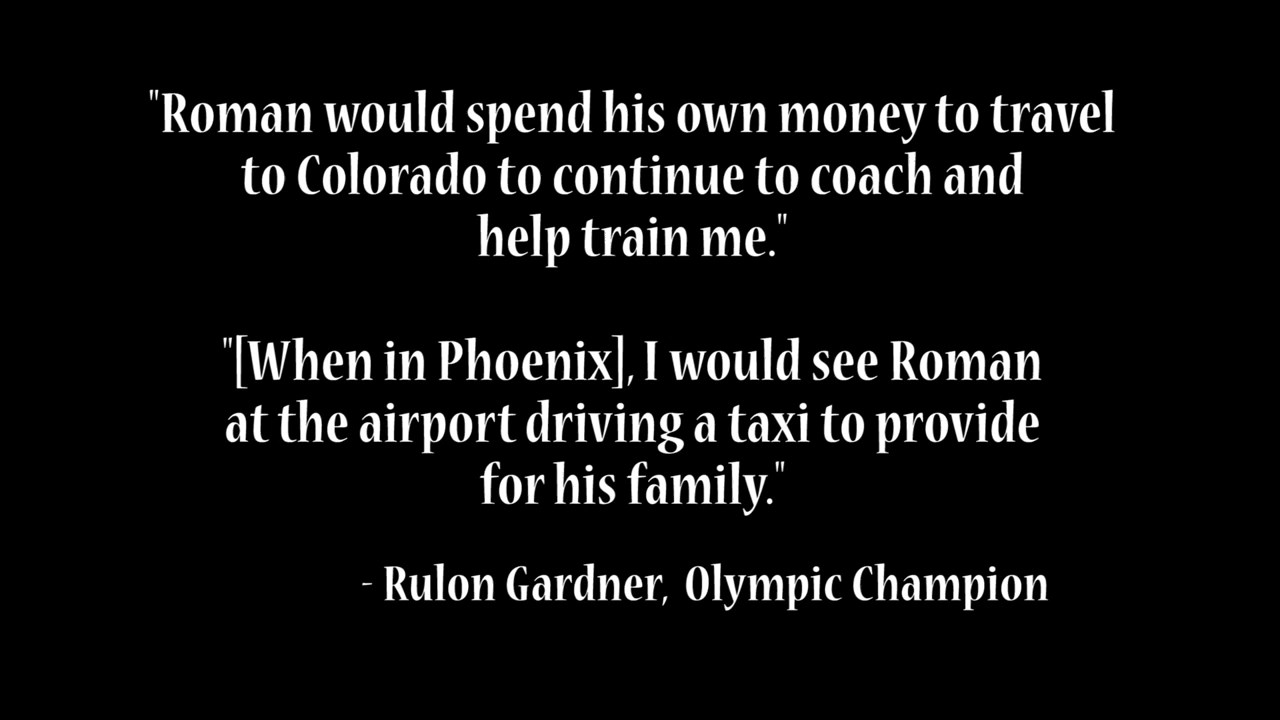 "Roman would spend his own money to travel
to Colorado to continue to coach and
help train me."
"[When in Phoenix], I would see Roman
at the airport driving a taxi to provide
for his family."
- Rulon Gardner, Olympic Champion